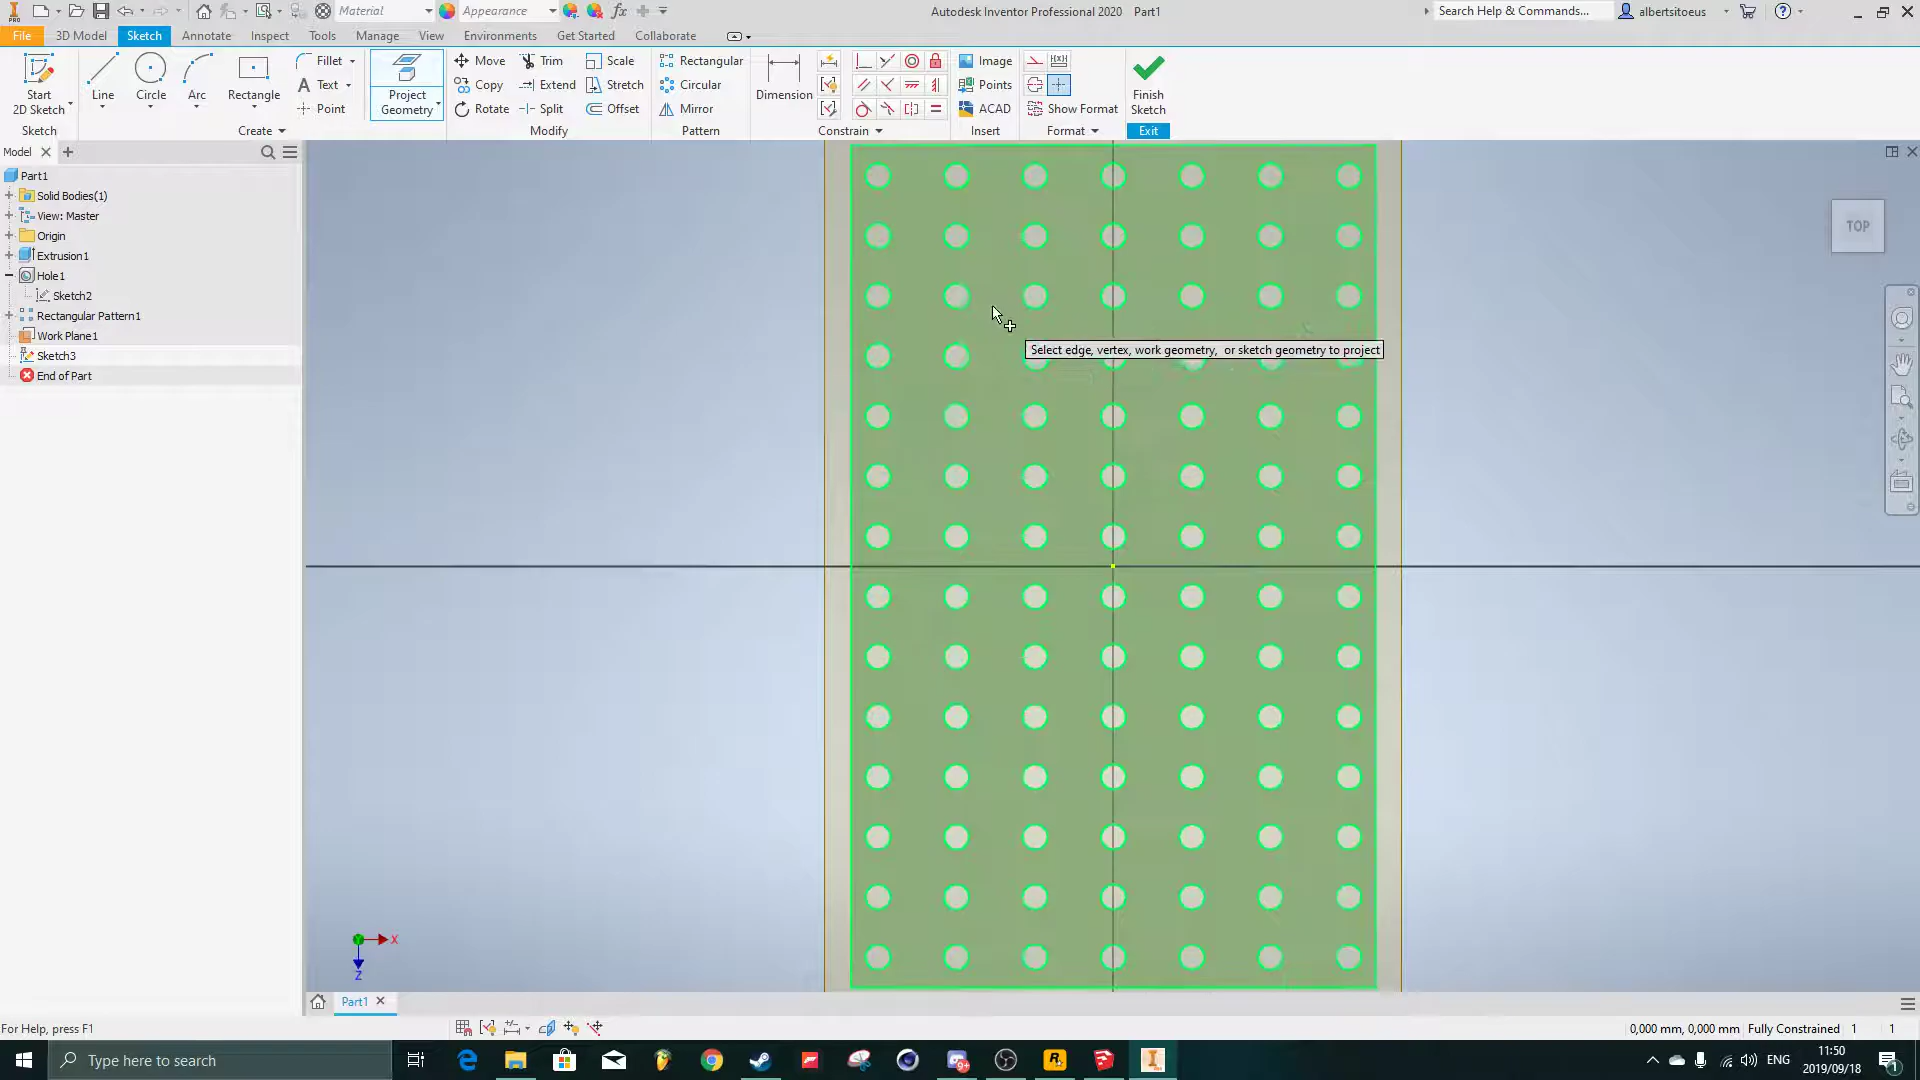 PRO
Material
Appearance
fx
Autodesk Inventor Professional 2020 Part1
Search Help & Commands...
albertsitoeus
File 3D Model Sketch Annotate Inspect Tools Manage View Environments Get Started Collaborate
Start
2D Sketch
Line
Circle
Arc
Rectangle
Fillet
Text
Point
Project
Geometry
Move
Copy
Rotate
Trim
Extend
Split
Scale
Stretch
Offset
Rectangular
Circular
Mirror
Dimension
Image
Points
ACAD
Show Format
Finish
Sketch
Sketch Create Modify Pattern Constrain Insert Format Exit
Model
Part1
Solid Bodies(1)
View: Master
Origin
Extrusion1
Hole1
Sketch2
Rectangular Pattern1
Work Plane1
Sketch3
End of Part
TOP
Select edge, vertex, work geometry, or sketch geometry to project
X
Z
Part1
For Help, press F1
0,000 mm, 0,000 mm Fully Constrained 1 1
Type here to search
ENG
11:50
2019/09/18